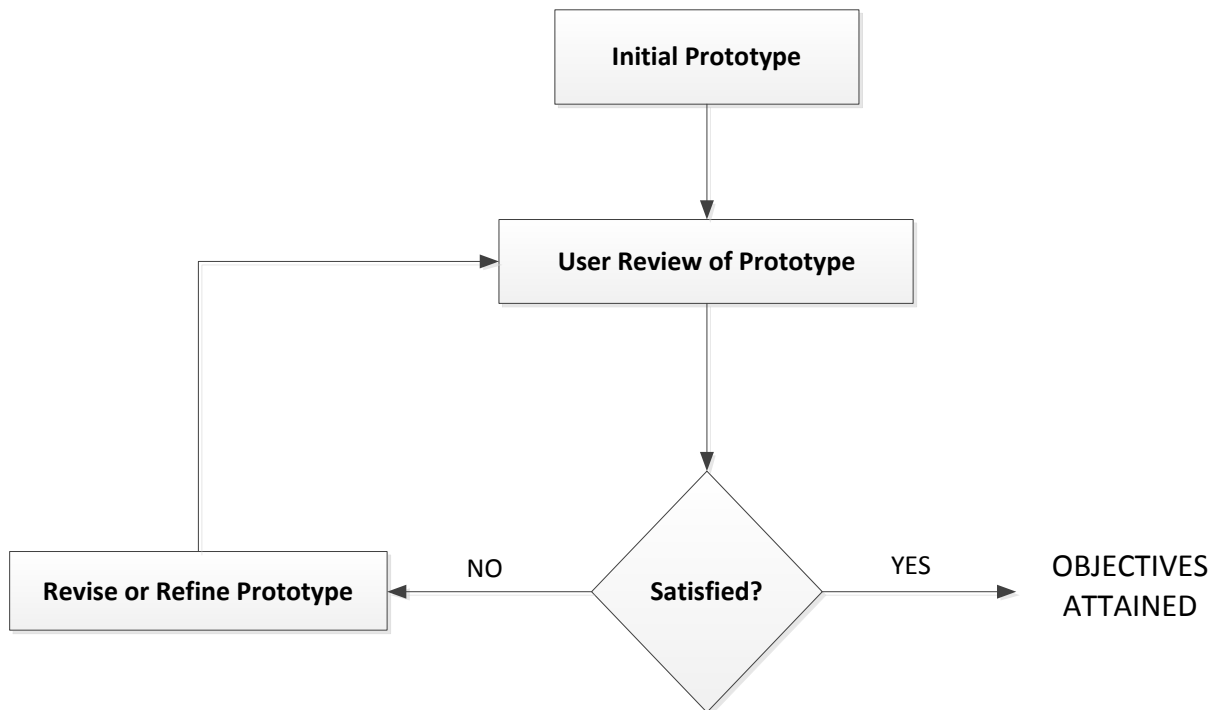 Initial Prototype
User Review of Prototype
Revise or Refine Prototype
NO
Satisfied?
YES
OBJECTIVES
ATTAINED